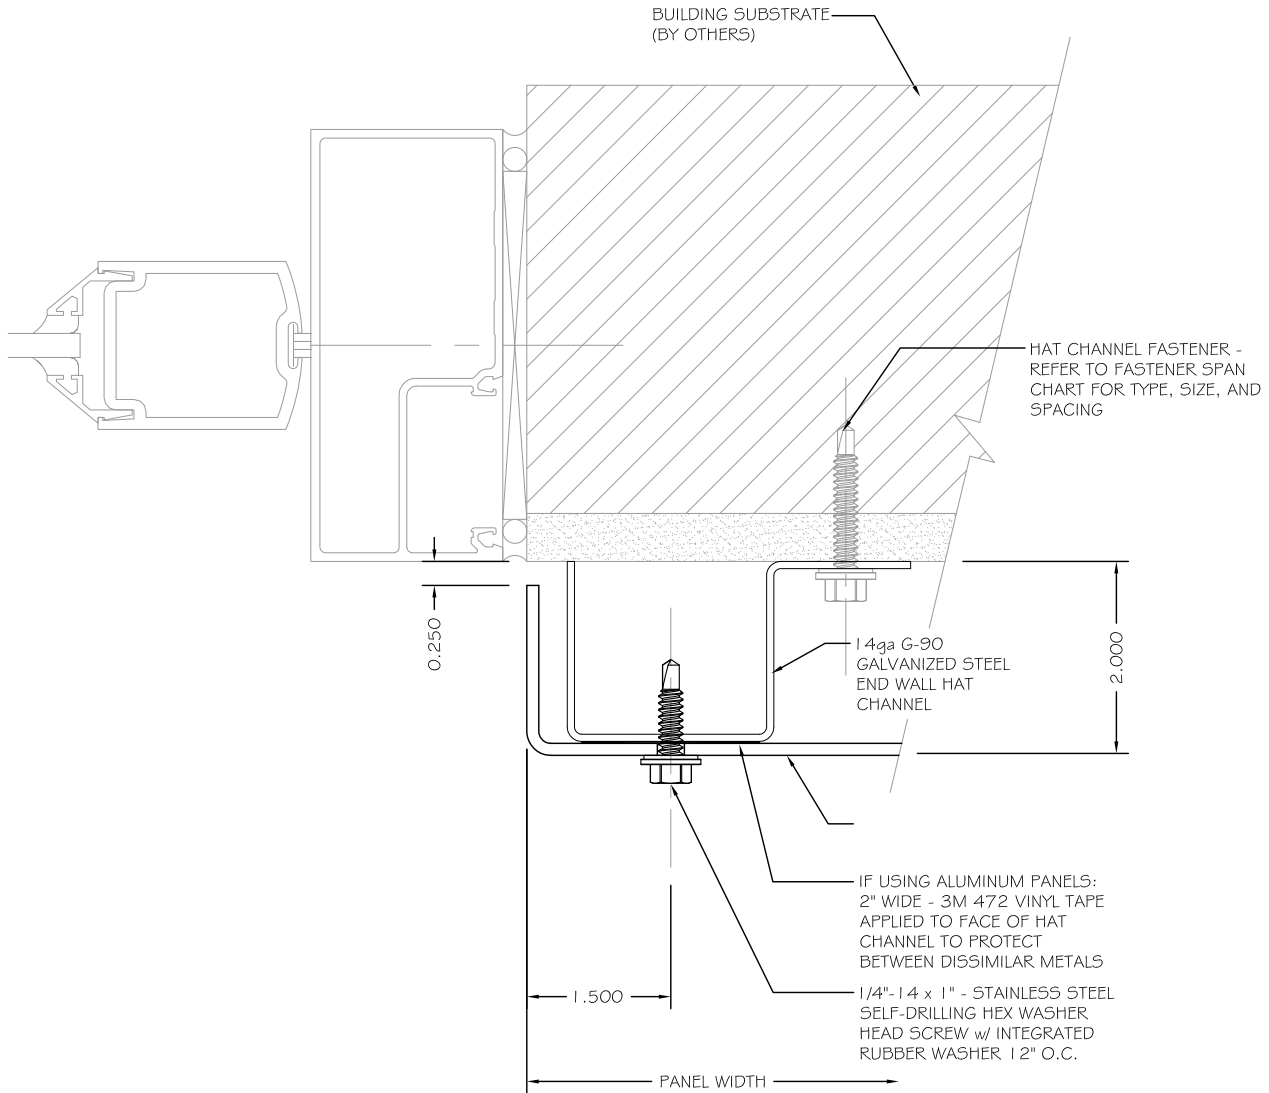 BUILDING SUBSTRATE
(BY OTHERS)
HAT CHANNEL FASTENER -
REFER TO FASTENER SPAN
CHART FOR TYPE, SIZE, AND
SPACING
0.250
14ga G-90
GALVANIZED STEEL
END WALL HAT
CHANNEL
2.000
IF USING ALUMINUM PANELS:
2" WIDE - 3M 472 VINYL TAPE
APPLIED TO FACE OF HAT
CHANNEL TO PROTECT
BETWEEN DISSIMILAR METALS
1.500
1/4"-14 x 1" - STAINLESS STEEL
SELF-DRILLING HEX WASHER
HEAD SCREW w/ INTEGRATED
RUBBER WASHER 12" O.C.
PANEL WIDTH